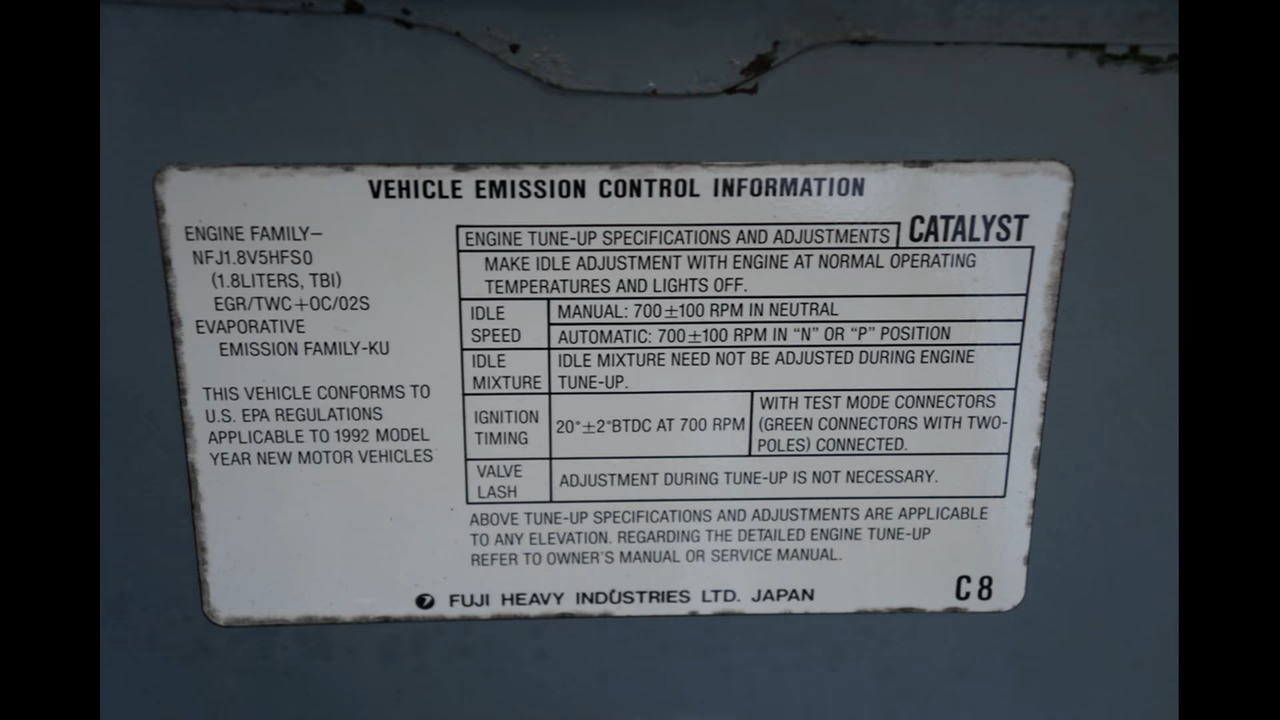 VEHICLE EMISSION CONTROL INFORMATION
ENGINE FAMILY—
NFJ1.8V5HFS0
(1.8LITERS, TBI)
EGR/TWC+OC/02S
EVAPORATIVE
EMISSION FAMILY-KU
THIS VEHICLE CONFORMS TO
U.S. EPA REGULATIONS
APPLICABLE TO 1992 MODEL
YEAR NEW MOTOR VEHICLES
ENGINE TUNE-UP SPECIFICATIONS AND ADJUSTMENTS
CATALYST
MAKE IDLE ADJUSTMENT WITH ENGINE AT NORMAL OPERATING
TEMPERATURES AND LIGHTS OFF.
IDLE
SPEED
MANUAL: 700±100 RPM IN NEUTRAL
AUTOMATIC: 700±100 RPM IN “N” OR “P” POSITION
IDLE
MIXTURE
IDLE MIXTURE NEED NOT BE ADJUSTED DURING ENGINE
TUNE-UP.
IGNITION
TIMING
20°±2°BTDC AT 700 RPM
WITH TEST MODE CONNECTORS
(GREEN CONNECTORS WITH TWO-
POLES) CONNECTED.
VALVE
LASH
ADJUSTMENT DURING TUNE-UP IS NOT NECESSARY.
ABOVE TUNE-UP SPECIFICATIONS AND ADJUSTMENTS ARE APPLICABLE
TO ANY ELEVATION. REGARDING THE DETAILED ENGINE TUNE-UP
REFER TO OWNER'S MANUAL OR SERVICE MANUAL.
FUJI HEAVY INDUSTRIES LTD. JAPAN
C8